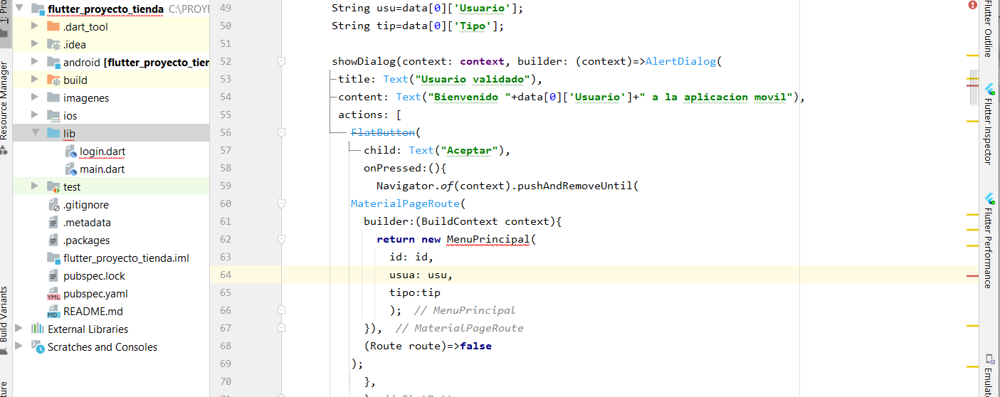 1: Pro
Resource Manager
Build Variants
flutter_proyecto_tienda C:\PROYE
.dart_tool
.idea
android [flutter_proyecto_tien
build
imagenes
ios
lib
login.dart
main.dart
test
.gitignore
.metadata
.packages
flutter_proyecto_tienda.iml
pubspec.lock
pubspec.yaml
README.md
External Libraries
Scratches and Consoles
49 String usu=data[0]['Usuario'];
50 String tip=data[0]['Tipo'];
51
52 showDialog(context: context, builder: (context)=>AlertDialog(
53 title: Text("Usuario validado"),
54 content: Text("Bienvenido "+data[0]['Usuario']+" a la aplicacion movil"),
55 actions: [
56 FlatButton(
57 child: Text("Aceptar"),
58 onPressed:(){
59 Navigator.of(context).pushAndRemoveUntil(
60 MaterialPageRoute(
61 builder:(BuildContext context){
62 return new MenuPrincipal(
63 id: id,
64 usua: usu,
65 tipo:tip
66 ); // MenuPrincipal
67 }), // MaterialPageRoute
68 (Route route)=>false
69 );
70 },
Flutter Outline
Flutter Inspector
Flutter Performance
Emulat